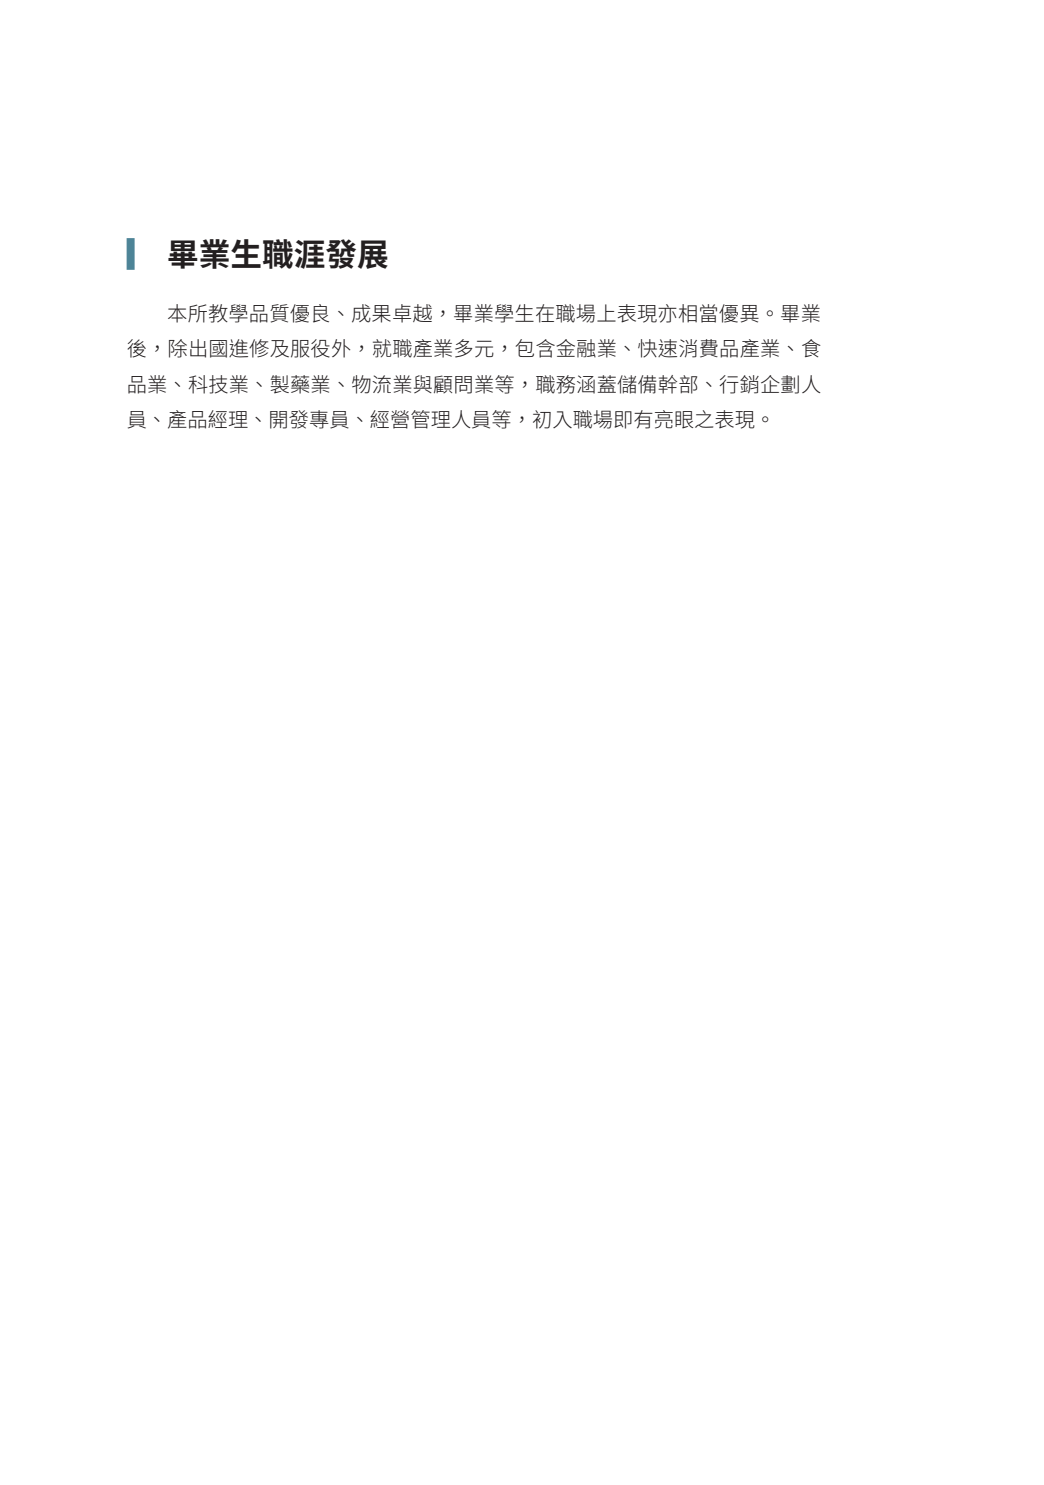 畢業生職涯發展
本所教學品質優良、成果卓越，畢業學生在職場上表現亦相當優異。畢業
後，除出國進修及服役外，就職產業多元，包含金融業、快速消費品產業、食
品業、科技業、製藥業、物流業與顧問業等，職務涵蓋儲備幹部、行銷企劃人
員、產品經理、開發專員、經營管理人員等，初入職場即有亮眼之表現。